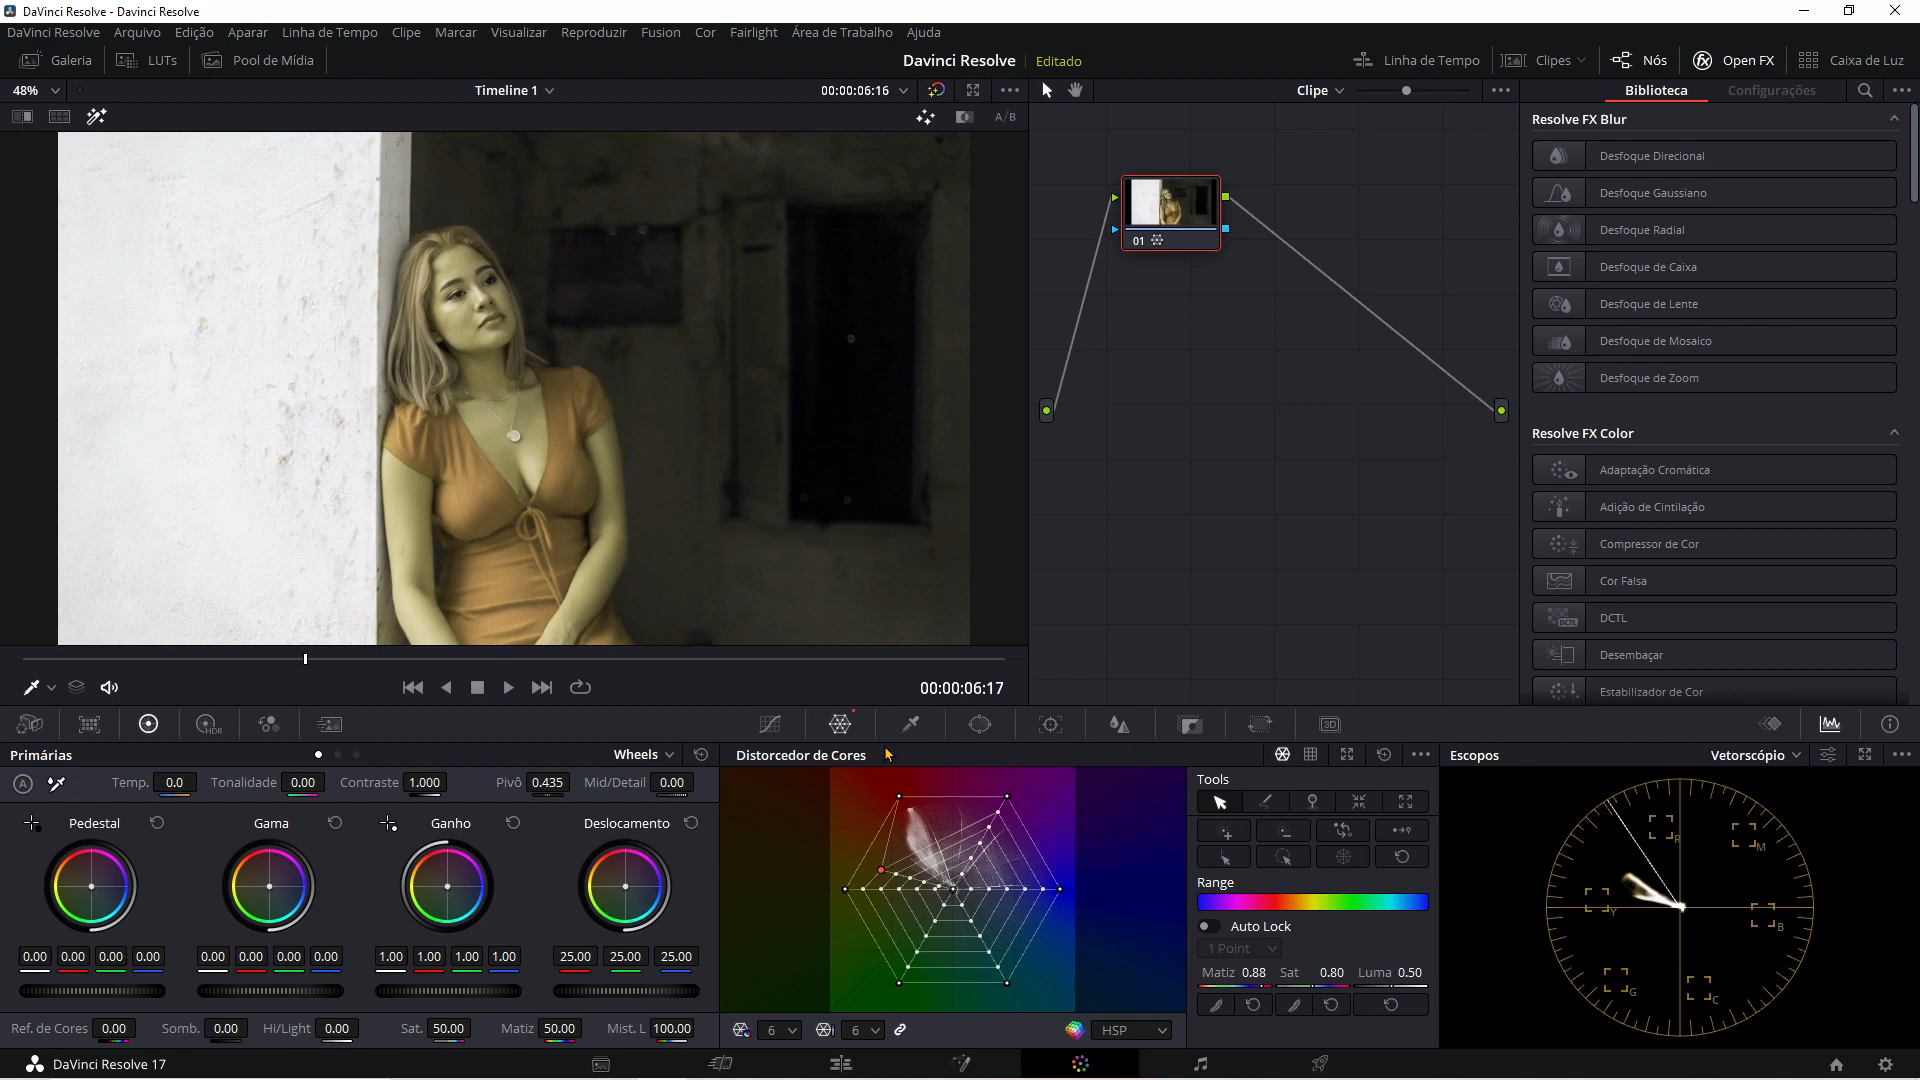 DaVinci Resolve - Davinci Resolve
DaVinci Resolve Arquivo Edição Aparar Linha de Tempo Clipe Marcar Visualizar Reproduzir Fusion Cor Fairlight Área de Trabalho Ajuda
Galeria LUTs Pool de Mídia Davinci Resolve Editado Linha de Tempo Clipes Nós Open FX Caixa de Luz
48% Timeline 1 00:00:06:16 Clipe Biblioteca Configurações
A/B
Resolve FX Blur
Desfoque Direcional
Desfoque Gaussiano
Desfoque Radial
Desfoque de Caixa
Desfoque de Lente
Desfoque de Mosaico
Desfoque de Zoom
01
Resolve FX Color
Adaptação Cromática
Adição de Cintilação
Compressor de Cor
Cor Falsa
DCTL
DCTL
Desembaçar
Estabilizador de Cor
00:00:06:17
HDR 3D
Primárias Wheels Distorcedor de Cores Escopos Vetorscópio
A Temp. 0.0 Tonalidade 0.00 Contraste 1.000 Pivô 0.435 Mid/Detail 0.00
Pedestal Gama Ganho Deslocamento
0.00 0.00 0.00 0.00 0.00 0.00 0.00 0.00 1.00 1.00 1.00 1.00 25.00 25.00 25.00
Ref. de Cores 0.00 Somb. 0.00 Hi/Light 0.00 Sat. 50.00 Matiz 50.00 Mist. L 100.00
6 6 HSP
Tools
Range
Auto Lock
1 Point
Matiz 0.88 Sat 0.80 Luma 0.50
R
M
Y
B
G
C
DaVinci Resolve 17